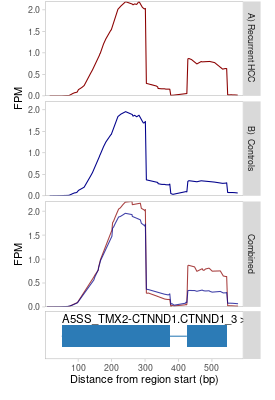 2.0
1.5
1.0
0.5
0.0
A) Recurrent HCC
FPM
2.0
1.5
1.0
0.5
0.0
B) Controls
2.0
1.5
1.0
0.5
0.0
FPM
Combined
A5SS_TMX2-CTNND1.CTNND1_3 >
100 200 300 400 500
Distance from region start (bp)